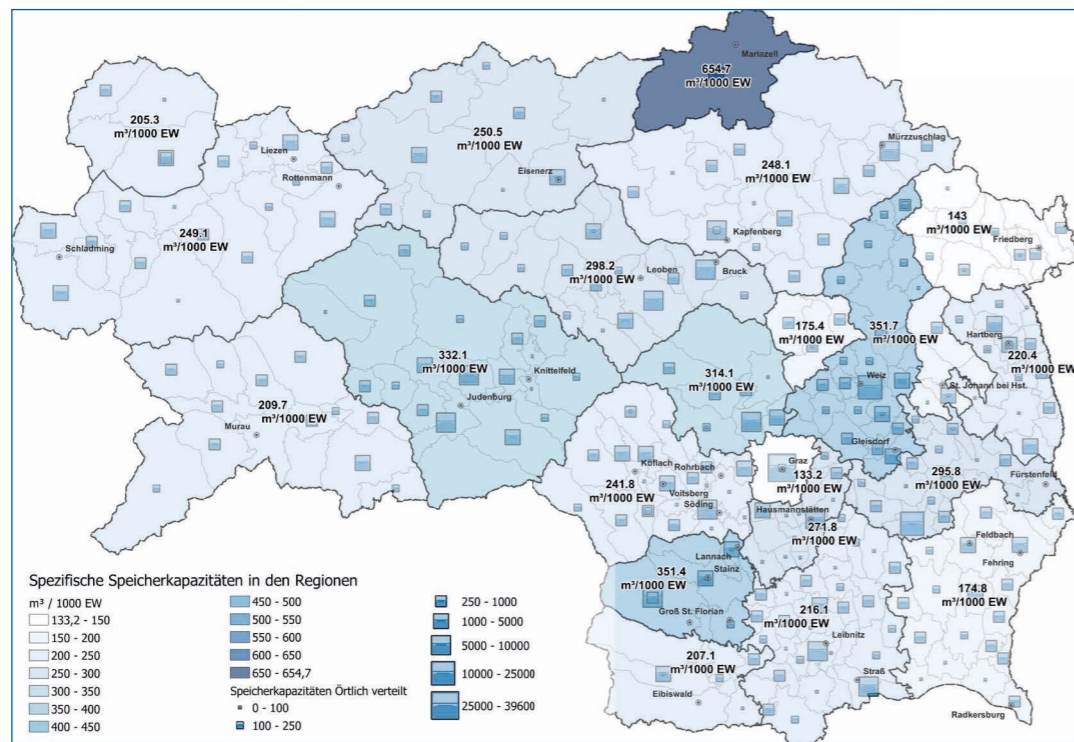 Mariazell
654.7
m³/1000 EW
205.3
m³/1000 EW
250.5
m³/1000 EW
Mürzzuschlag
248.1
m³/1000 EW
Liezen
Rottenmann
Eisenerz
143
m³/1000 EW
Friedberg
Schladming
249.1
m³/1000 EW
Kapfenberg
298.2
m³/1000 EW
Leoben
Bruck
175.4
m³/1000 EW
351.7
m³/1000 EW
Hartberg
220.4
m³/1000 EW
332.1
m³/1000 EW
Knittelfeld
314.1
m³/1000 EW
Weiz
St. Johann bei Hst.
Judenburg
209.7
m³/1000 EW
Murau
Gleisdorf
Graz
133.2
m³/1000 EW
295.8
m³/1000 EW
Fürstenfeld
Köflach
Rohrbach
241.8
m³/1000 EW
Voitsberg
Söding
Hausmannstätten
271.8
m³/1000 EW
Feldbach
Fehring
Lannach
351.4
m³/1000 EW
Stainz
174.8
m³/1000 EW
Groß St. Florian
216.1
m³/1000 EW
Leibnitz
207.1
m³/1000 EW
Straß
Eibiswald
Radkersburg
Spezifische Speicherkapazitäten in den Regionen
m³ / 1000 EW
133,2 - 150
150 - 200
200 - 250
250 - 300
300 - 350
350 - 400
400 - 450
450 - 500
500 - 550
550 - 600
600 - 650
650 - 654,7
Speicherkapazitäten Örtlich verteilt
0 - 100
100 - 250
250 - 1000
1000 - 5000
5000 - 10000
10000 - 25000
25000 - 39600